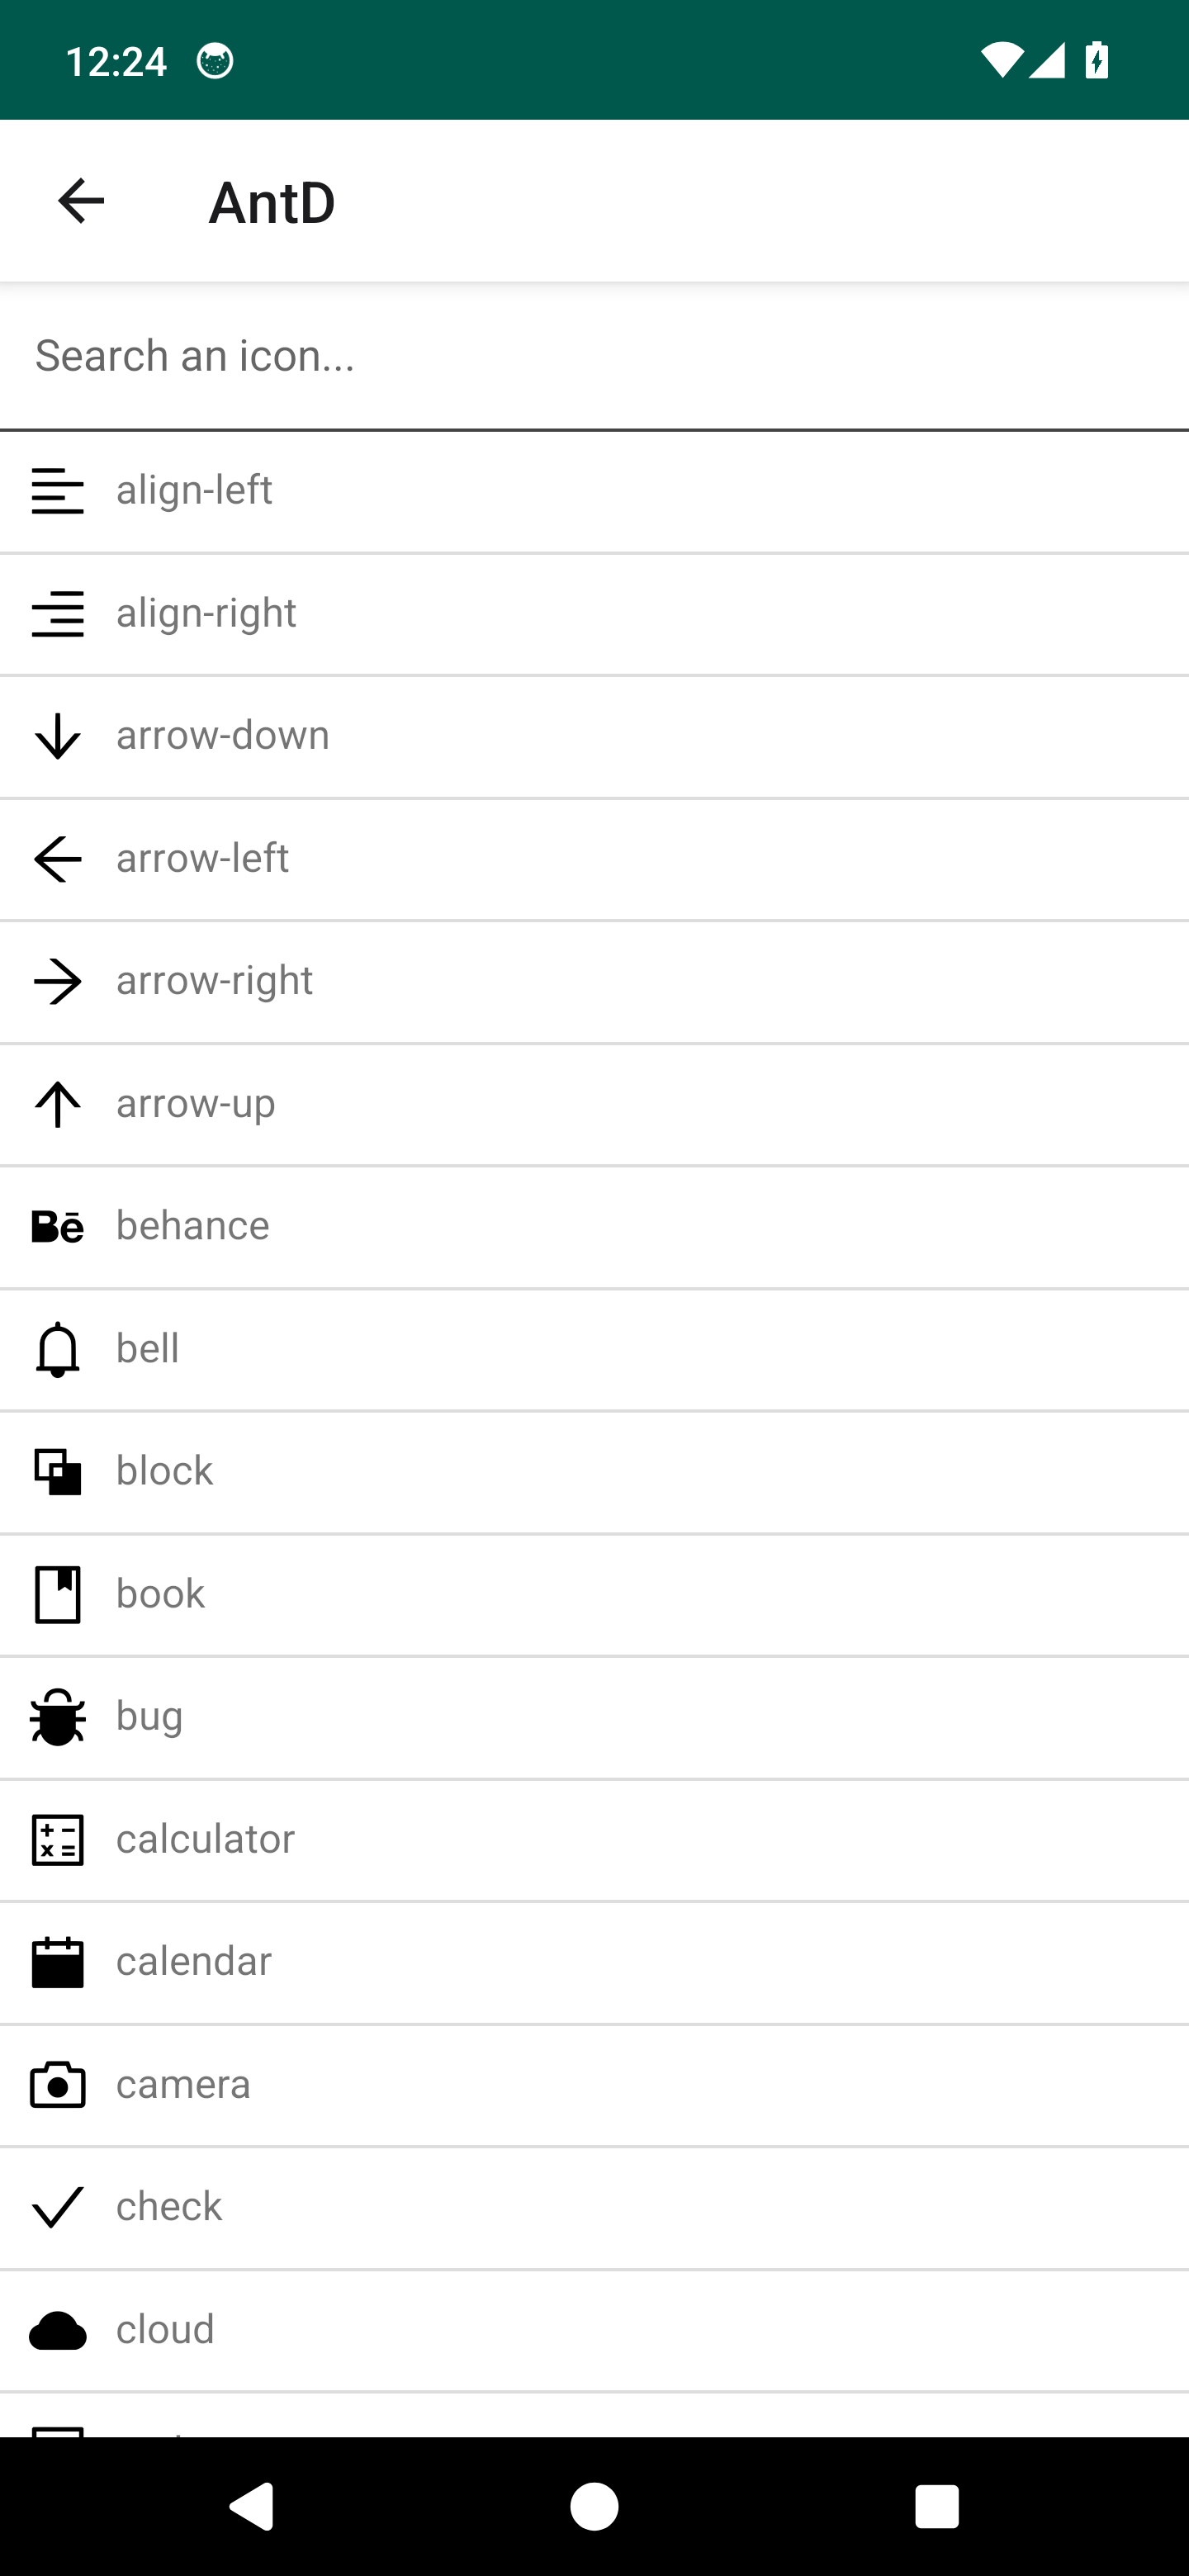 12:24
AntD
Search an icon...
align-left
align-right
arrow-down
arrow-left
arrow-right
arrow-up
Bē behance
bell
block
book
bug
calculator
calendar
camera
check
cloud